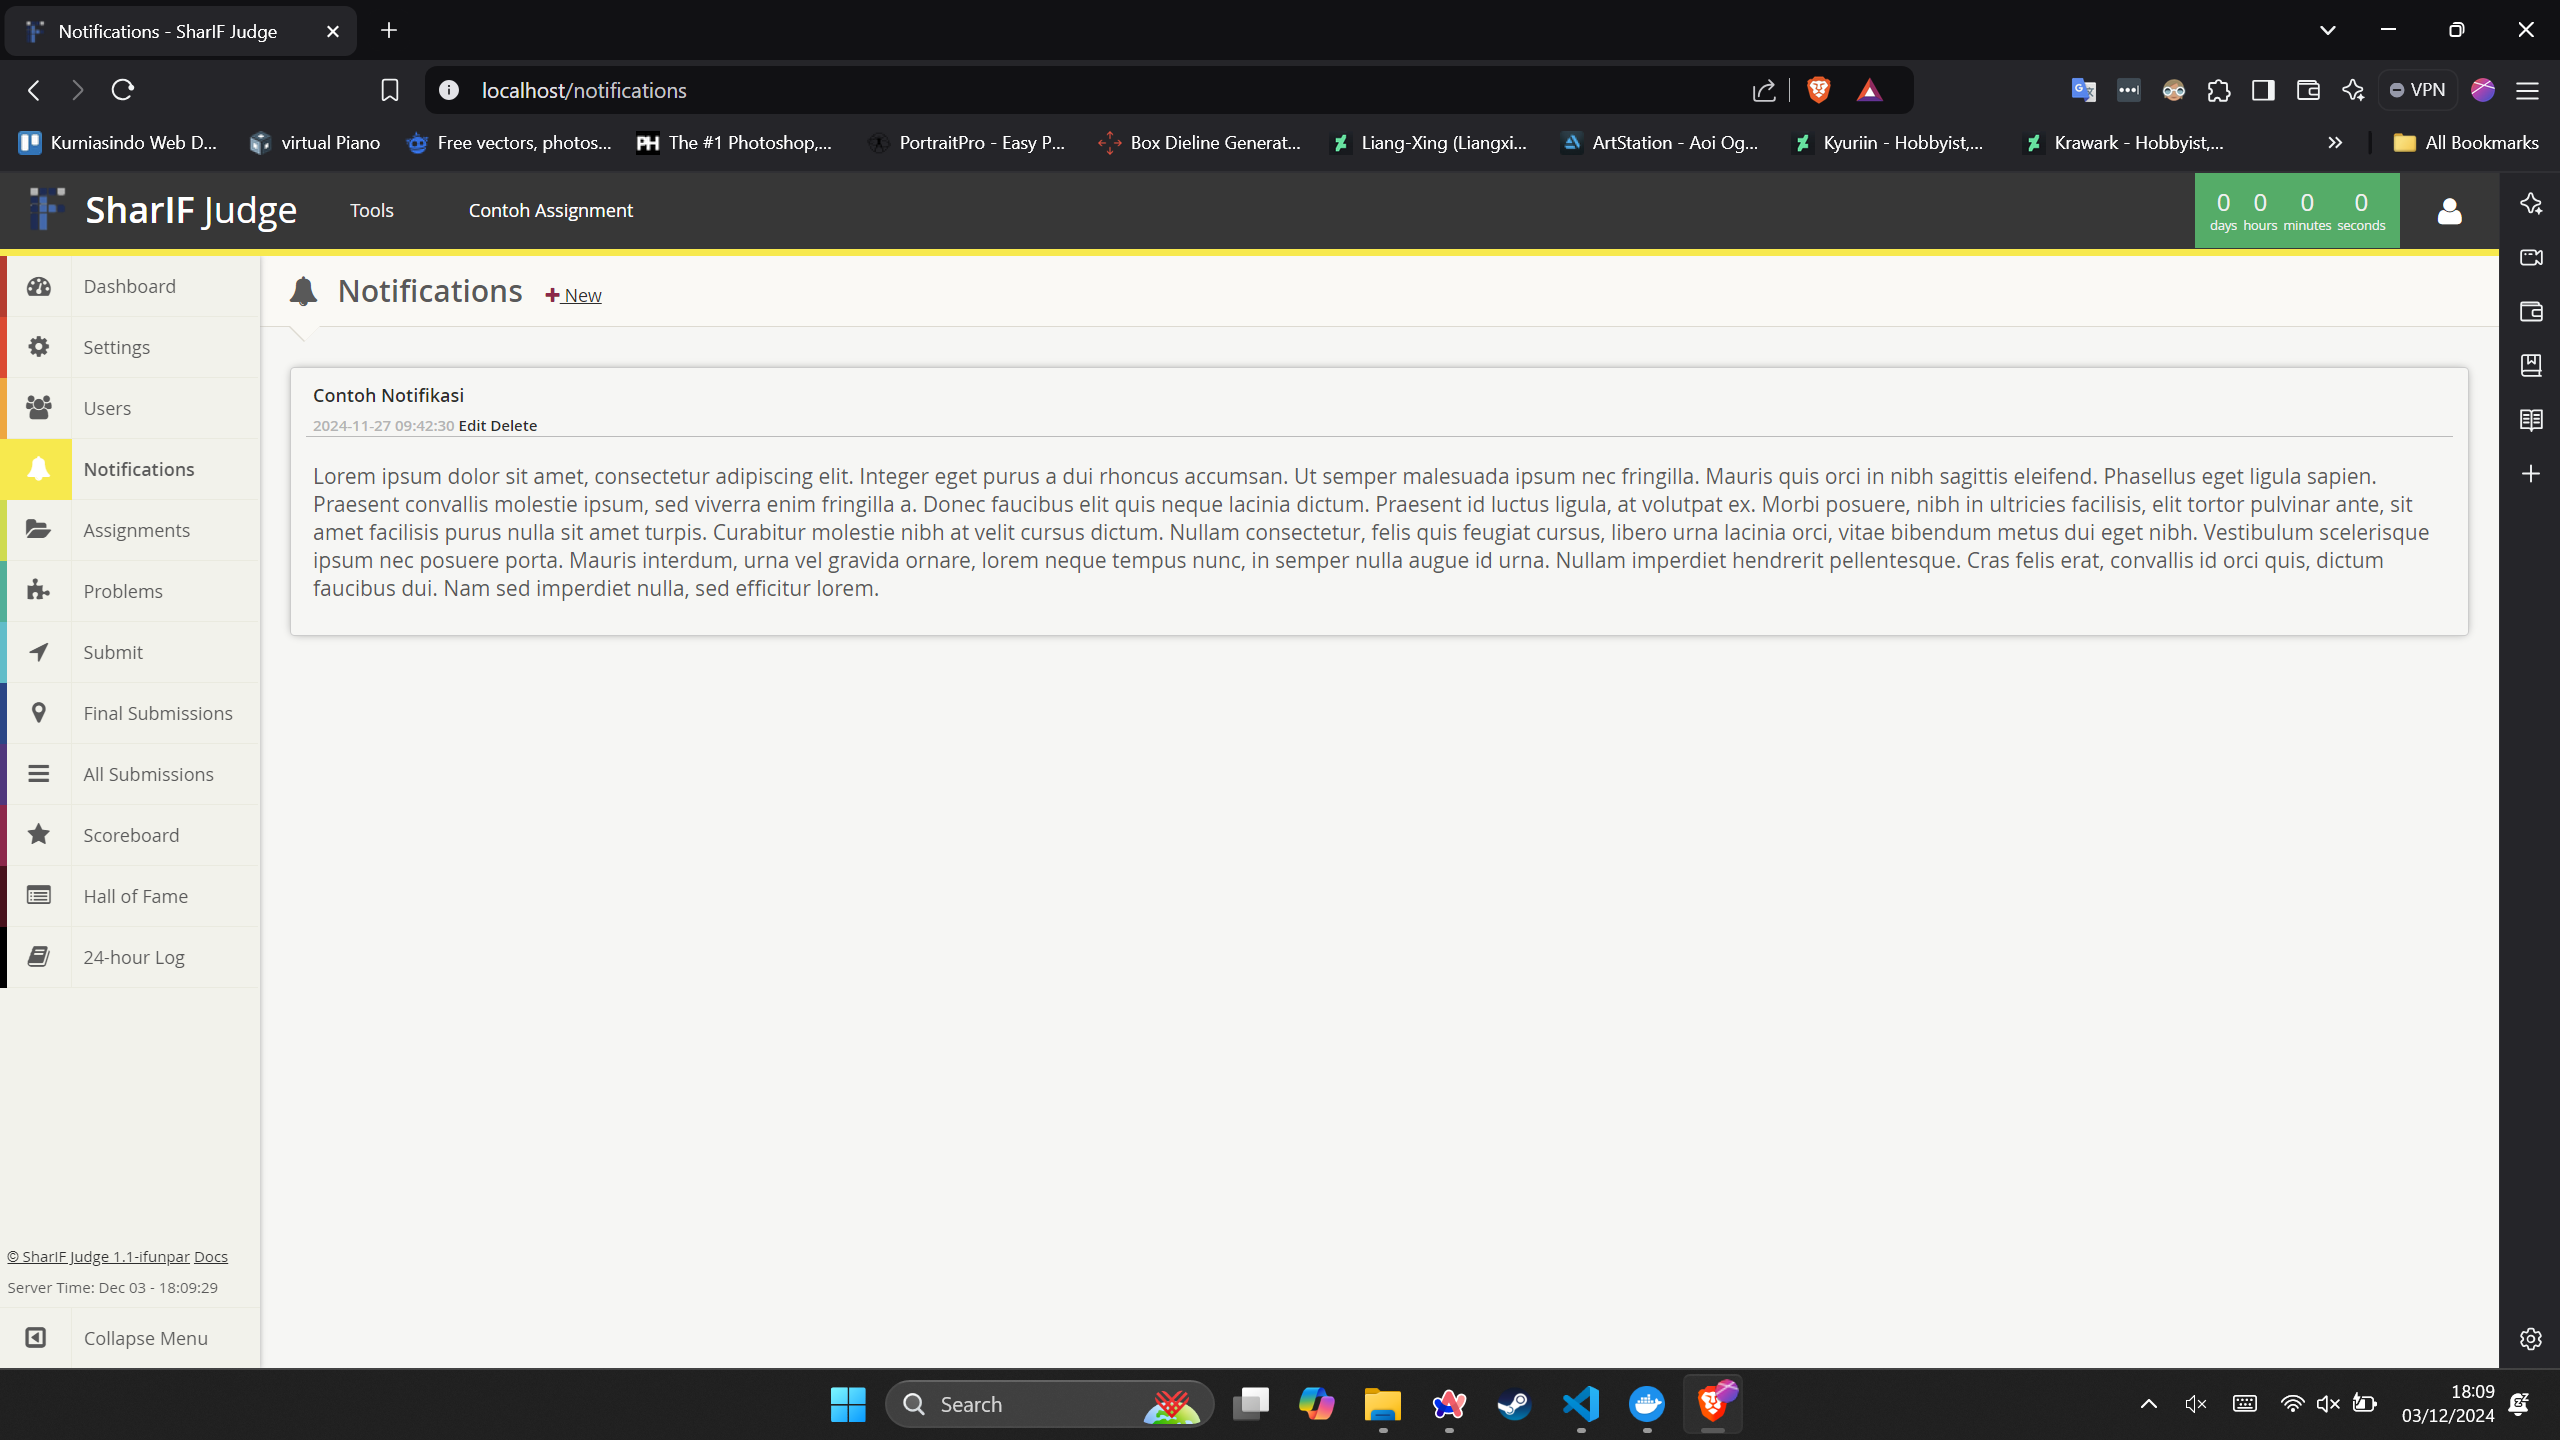 Notifications - SharIF Judge
localhost/notifications
VPN
Kurniasindo Web D...
virtual Piano
Free vectors, photos...
PH The #1 Photoshop,...
PortraitPro - Easy P...
Box Dieline Generat...
Liang-Xing (Liangxi...
ArtStation - Aoi Og...
Kyuriin - Hobbyist,...
Krawark - Hobbyist,...
All Bookmarks
SharIF Judge
Tools
Contoh Assignment
0 0 0 0
days hours minutes seconds
Dashboard
Settings
Users
Notifications
Assignments
Problems
Submit
Final Submissions
All Submissions
Scoreboard
Hall of Fame
24-hour Log
© SharIF Judge 1.1-ifunpar Docs
Server Time: Dec 03 - 18:09:29
Collapse Menu
Notifications
New
Contoh Notifikasi
2024-11-27 09:42:30 Edit Delete
Lorem ipsum dolor sit amet, consectetur adipiscing elit. Integer eget purus a dui rhoncus accumsan. Ut semper malesuada ipsum nec fringilla. Mauris quis orci in nibh sagittis eleifend. Phasellus eget ligula sapien.
Praesent convallis molestie ipsum, sed viverra enim fringilla a. Donec faucibus elit quis neque lacinia dictum. Praesent id luctus ligula, at volutpat ex. Morbi posuere, nibh in ultricies facilisis, elit tortor pulvinar ante, sit
amet facilisis purus nulla sit amet turpis. Curabitur molestie nibh at velit cursus dictum. Nullam consectetur, felis quis feugiat cursus, libero urna lacinia orci, vitae bibendum metus dui eget nibh. Vestibulum scelerisque
ipsum nec posuere porta. Mauris interdum, urna vel gravida ornare, lorem neque tempus nunc, in semper nulla augue id urna. Nullam imperdiet hendrerit pellentesque. Cras felis erat, convallis id orci quis, dictum
faucibus dui. Nam sed imperdiet nulla, sed efficitur lorem.
Search
18:09
03/12/2024